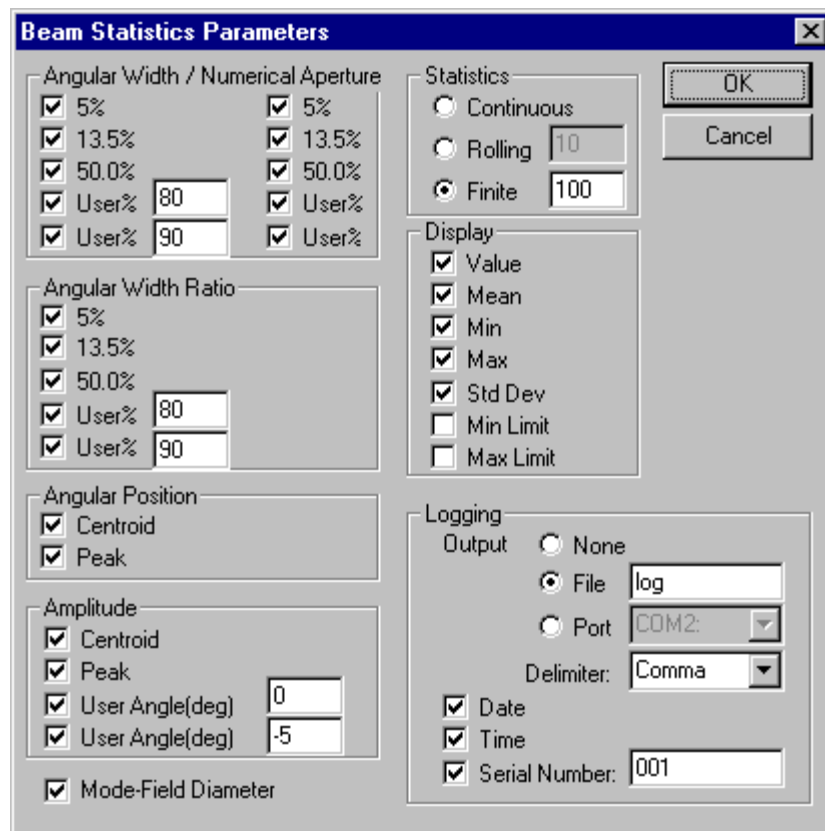 Beam Statistics Parameters
Angular Width / Numerical Aperture
5% 5%
13.5% 13.5%
50.0% 50.0%
User% 80 User%
User% 90 User%
Angular Width Ratio
5%
13.5%
50.0%
User% 80
User% 90
Angular Position
Centroid
Peak
Amplitude
Centroid
Peak
User Angle(deg) 0
User Angle(deg) -5
Mode-Field Diameter
Statistics
Continuous
Rolling 10
Finite 100
Display
Value
Mean
Min
Max
Std Dev
Min Limit
Max Limit
Logging
Output None
File log
Port COM2:
Delimiter: Comma
Date
Time
Serial Number: 001
OK
Cancel